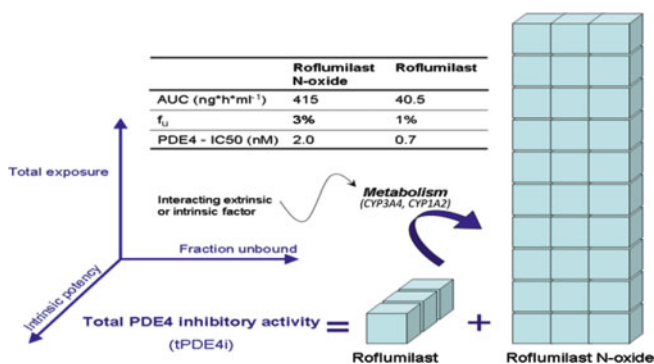 Roflumilast Roflumilast
N-oxide
AUC (ng*h*ml⁻¹) 415 40.5
fu 3% 1%
PDE4 - IC50 (nM) 2.0 0.7
Total exposure
Interacting extrinsic
or intrinsic factor
Metabolism
(CYP3A4, CYP1A2)
Fraction unbound
Intrinsic potency
Total PDE4 inhibitory activity = +
(tPDE4i)
Roflumilast
Roflumilast N-oxide